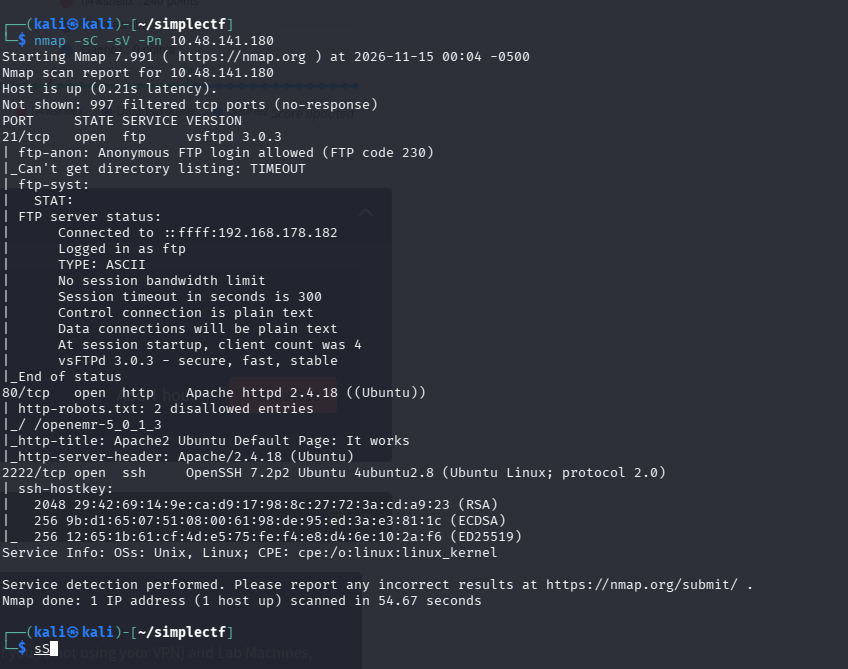 ┌──(kali㉿kali)-[~/simplectf]
└─$ nmap -sC -sV -Pn 10.48.141.180
Starting Nmap 7.991 ( https://nmap.org ) at 2026-11-15 00:04 -0500
Nmap scan report for 10.48.141.180
Host is up (0.21s latency).
Not shown: 997 filtered tcp ports (no-response)
PORT     STATE SERVICE VERSION
21/tcp   open  ftp     vsftpd 3.0.3
| ftp-anon: Anonymous FTP login allowed (FTP code 230)
|_Can't get directory listing: TIMEOUT
| ftp-syst:
|   STAT:
| FTP server status:
|      Connected to ::ffff:192.168.178.182
|      Logged in as ftp
|      TYPE: ASCII
|      No session bandwidth limit
|      Session timeout in seconds is 300
|      Control connection is plain text
|      Data connections will be plain text
|      At session startup, client count was 4
|      vsFTPd 3.0.3 - secure, fast, stable
|_End of status
80/tcp   open  http    Apache httpd 2.4.18 ((Ubuntu))
| http-robots.txt: 2 disallowed entries
|_/ /openemr-5_0_1_3
|_http-title: Apache2 Ubuntu Default Page: It works
|_http-server-header: Apache/2.4.18 (Ubuntu)
2222/tcp open  ssh     OpenSSH 7.2p2 Ubuntu 4ubuntu2.8 (Ubuntu Linux; protocol 2.0)
| ssh-hostkey:
|   2048 29:42:69:14:9e:ca:d9:17:98:8c:27:72:3a:cd:a9:23 (RSA)
|   256 9b:d1:65:07:51:08:00:61:98:de:95:ed:3a:e3:81:1c (ECDSA)
|_  256 12:65:1b:61:cf:4d:e5:75:fe:f4:e8:d4:6e:10:2a:f6 (ED25519)
Service Info: OSs: Unix, Linux; CPE: cpe:/o:linux:linux_kernel

Service detection performed. Please report any incorrect results at https://nmap.org/submit/ .
Nmap done: 1 IP address (1 host up) scanned in 54.67 seconds

┌──(kali㉿kali)-[~/simplectf]
└─$ sS